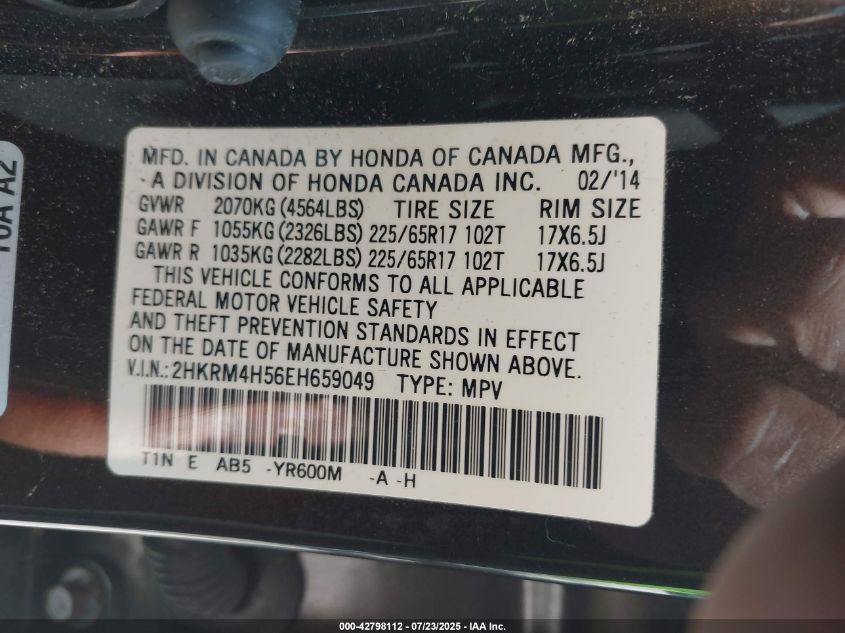 10A A2
MFD. IN CANADA BY HONDA OF CANADA MFG.,
- A DIVISION OF HONDA CANADA INC. 02/'14
GVWR 2070KG (4564LBS) TIRE SIZE RIM SIZE
GAWR F 1055KG (2326LBS) 225/65R17 102T 17X6.5J
GAWR R 1035KG (2282LBS) 225/65R17 102T 17X6.5J
THIS VEHICLE CONFORMS TO ALL APPLICABLE
FEDERAL MOTOR VEHICLE SAFETY
AND THEFT PREVENTION STANDARDS IN EFFECT
ON THE DATE OF MANUFACTURE SHOWN ABOVE.
V.I.N.:2HKRM4H56EH659049 TYPE: MPV
T1N E AB5 -YR600M -A -H
000-42798112 - 07/23/2025 - IAA Inc.